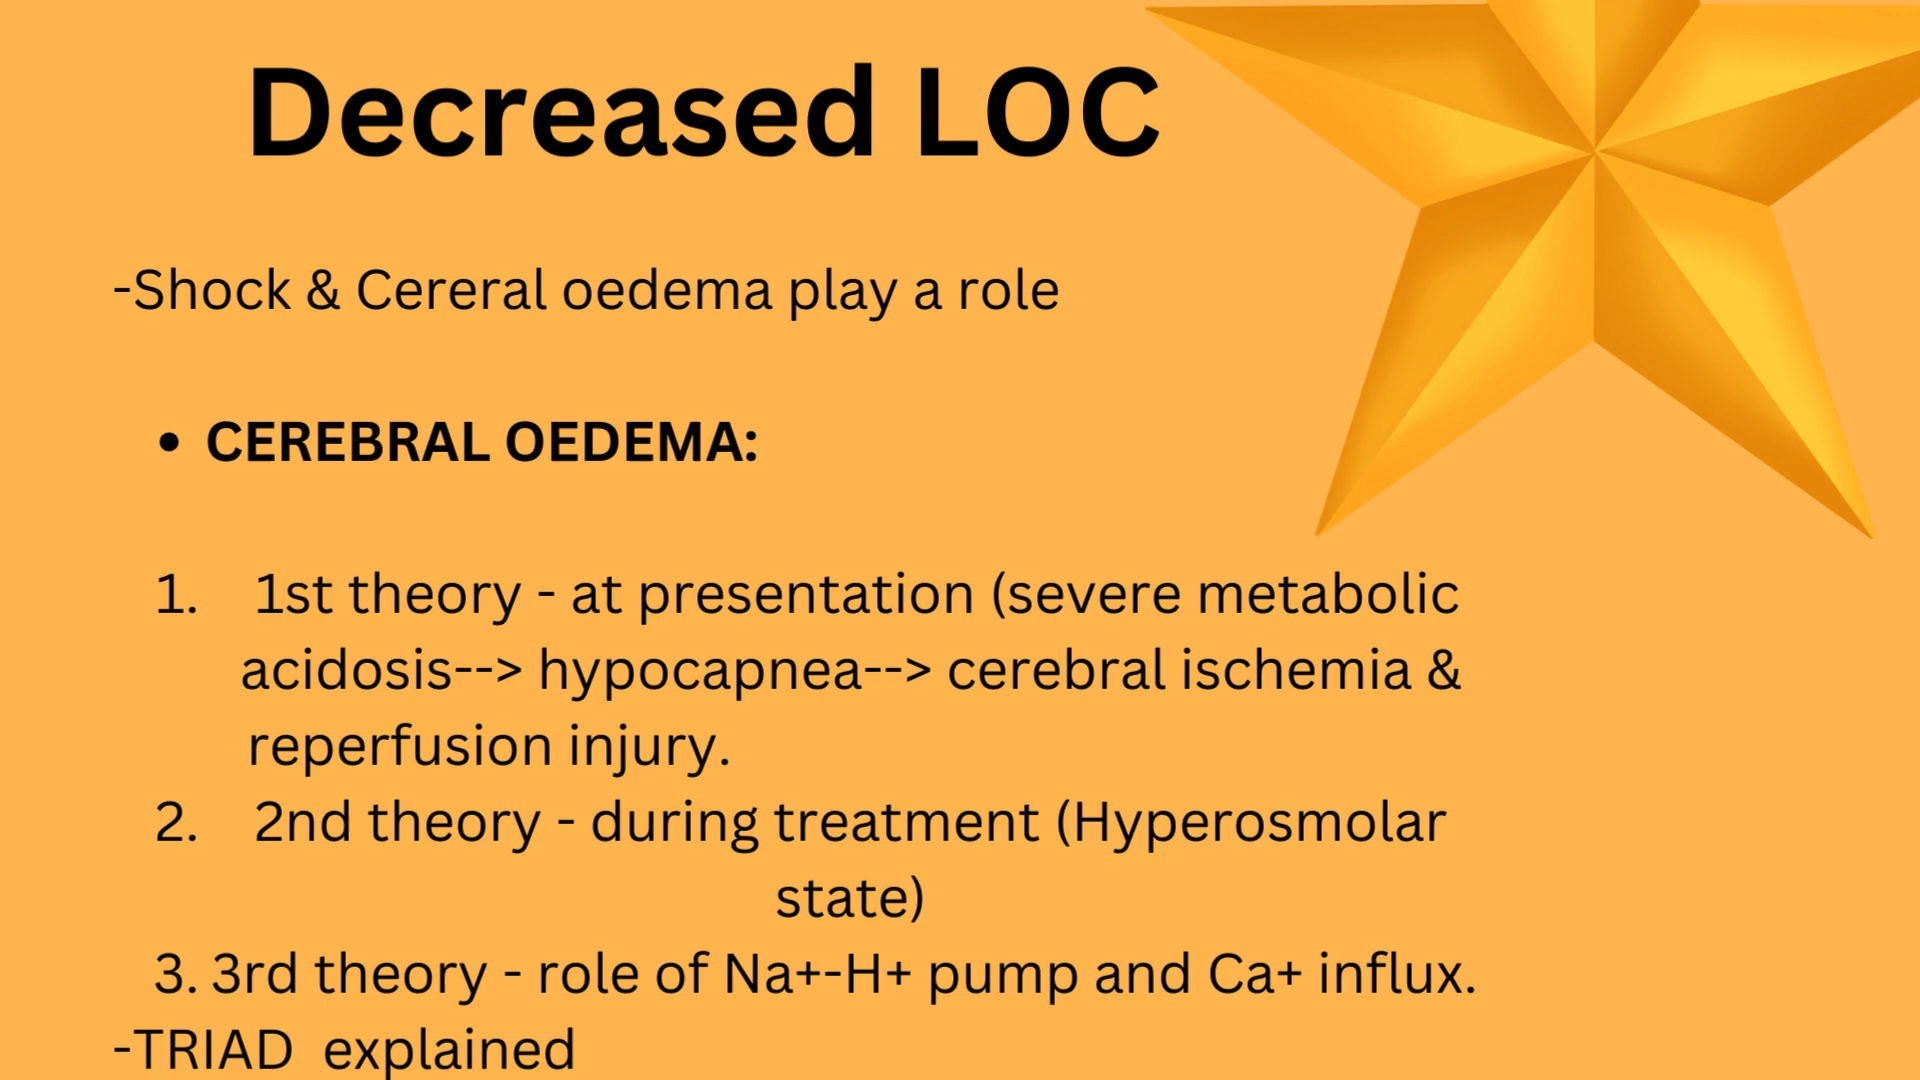 Decreased LOC
-Shock & Cereral oedema play a role
• CEREBRAL OEDEMA:
1. 1st theory - at presentation (severe metabolic
acidosis--> hypocapnea--> cerebral ischemia &
reperfusion injury.
2. 2nd theory - during treatment (Hyperosmolar
state)
3. 3rd theory - role of Na+-H+ pump and Ca+ influx.
-TRIAD explained